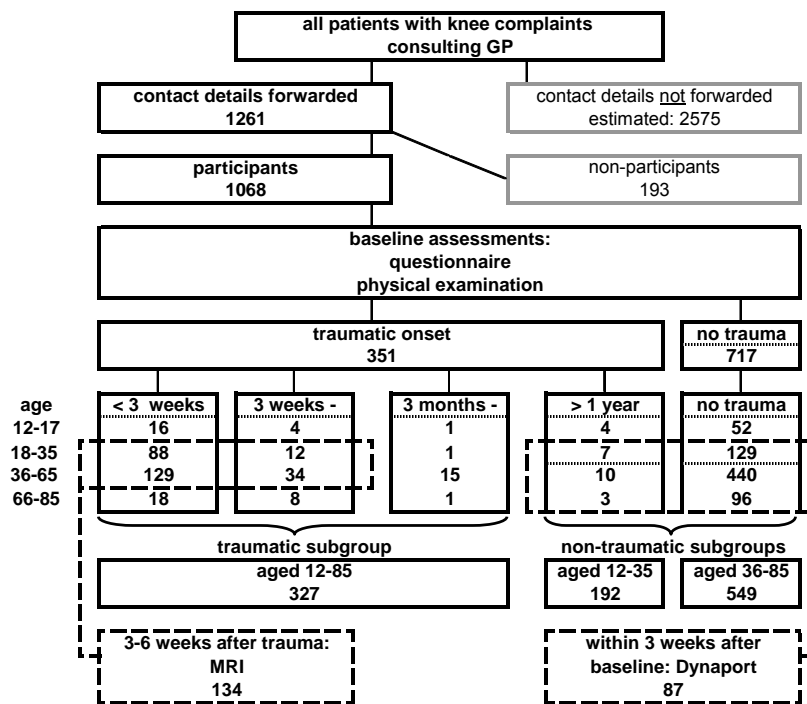 all patients with knee complaints
consulting GP
contact details forwarded
1261
contact details not forwarded
estimated: 2575
participants
1068
non-participants
193
baseline assessments:
questionnaire
physical examination
traumatic onset
351
no trauma
717
age < 3 weeks 3 weeks - 3 months - > 1 year no trauma
12-17 16 4 1 4 52
18-35 88 12 1 7 129
36-65 129 34 15 10 440
66-85 18 8 1 3 96
traumatic subgroup non-traumatic subgroups
aged 12-85
327
aged 12-35
192
aged 36-85
549
3-6 weeks after trauma:
MRI
134
within 3 weeks after
baseline: Dynaport
87